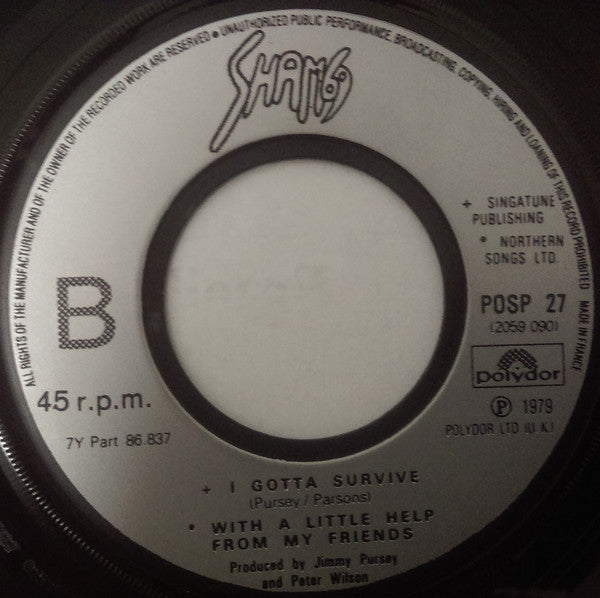 ALL RIGHTS OF THE MANUFACTURER AND OF THE OWNER OF THE RECORDED WORK ARE RESERVED • UNAUTHORIZED PUBLIC PERFORMANCE, BROADCASTING, COPYING, HIRING AND LOANING OF THIS RECORD PROHIBITED MADE IN FRANCE
SHAM 69
+ SINGATUNE
PUBLISHING
* NORTHERN
SONGS LTD.
B
POSP 27
(2059 090)
polydor
45 r.p.m.
℗ 1979
POLYDOR LTD (U.K.)
7Y Part 86.837
+ I GOTTA SURVIVE
(Pursey / Parsons)
* WITH A LITTLE HELP
FROM MY FRIENDS
Produced by Jimmy Pursey
and Peter Wilson